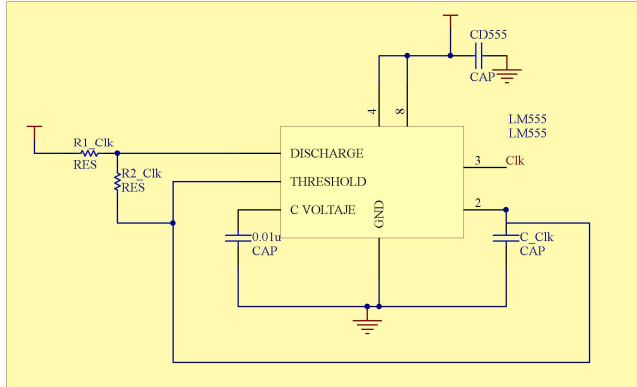 CD555
CAP
4
8
LM555
LM555
R1_Clk
RES
DISCHARGE
3
Clk
R2_Clk
RES
THRESHOLD
C VOLTAJE
GND
2
0.01u
CAP
C_Clk
CAP